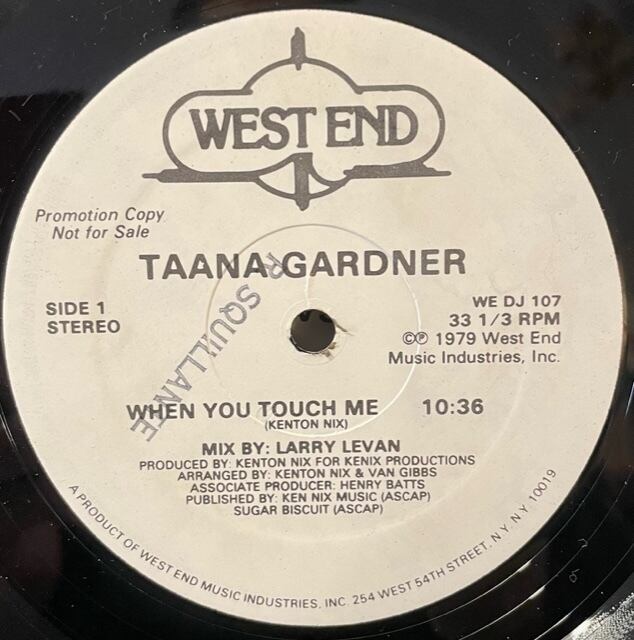 WEST END
Promotion Copy
Not for Sale
TAANA GARDNER
R SQUILLANTE
SIDE 1
STEREO
WE DJ 107
33 1/3 RPM
©℗ 1979 West End
Music Industries, Inc.
WHEN YOU TOUCH ME 10:36
(KENTON NIX)
MIX BY: LARRY LEVAN
PRODUCED BY: KENTON NIX FOR KENIX PRODUCTIONS
ARRANGED BY: KENTON NIX & VAN GIBBS
ASSOCIATE PRODUCER: HENRY BATTS
PUBLISHED BY: KEN NIX MUSIC (ASCAP)
SUGAR BISCUIT (ASCAP)
A PRODUCT OF WEST END MUSIC INDUSTRIES, INC. 254 WEST 54TH STREET, N.Y. N.Y. 10019